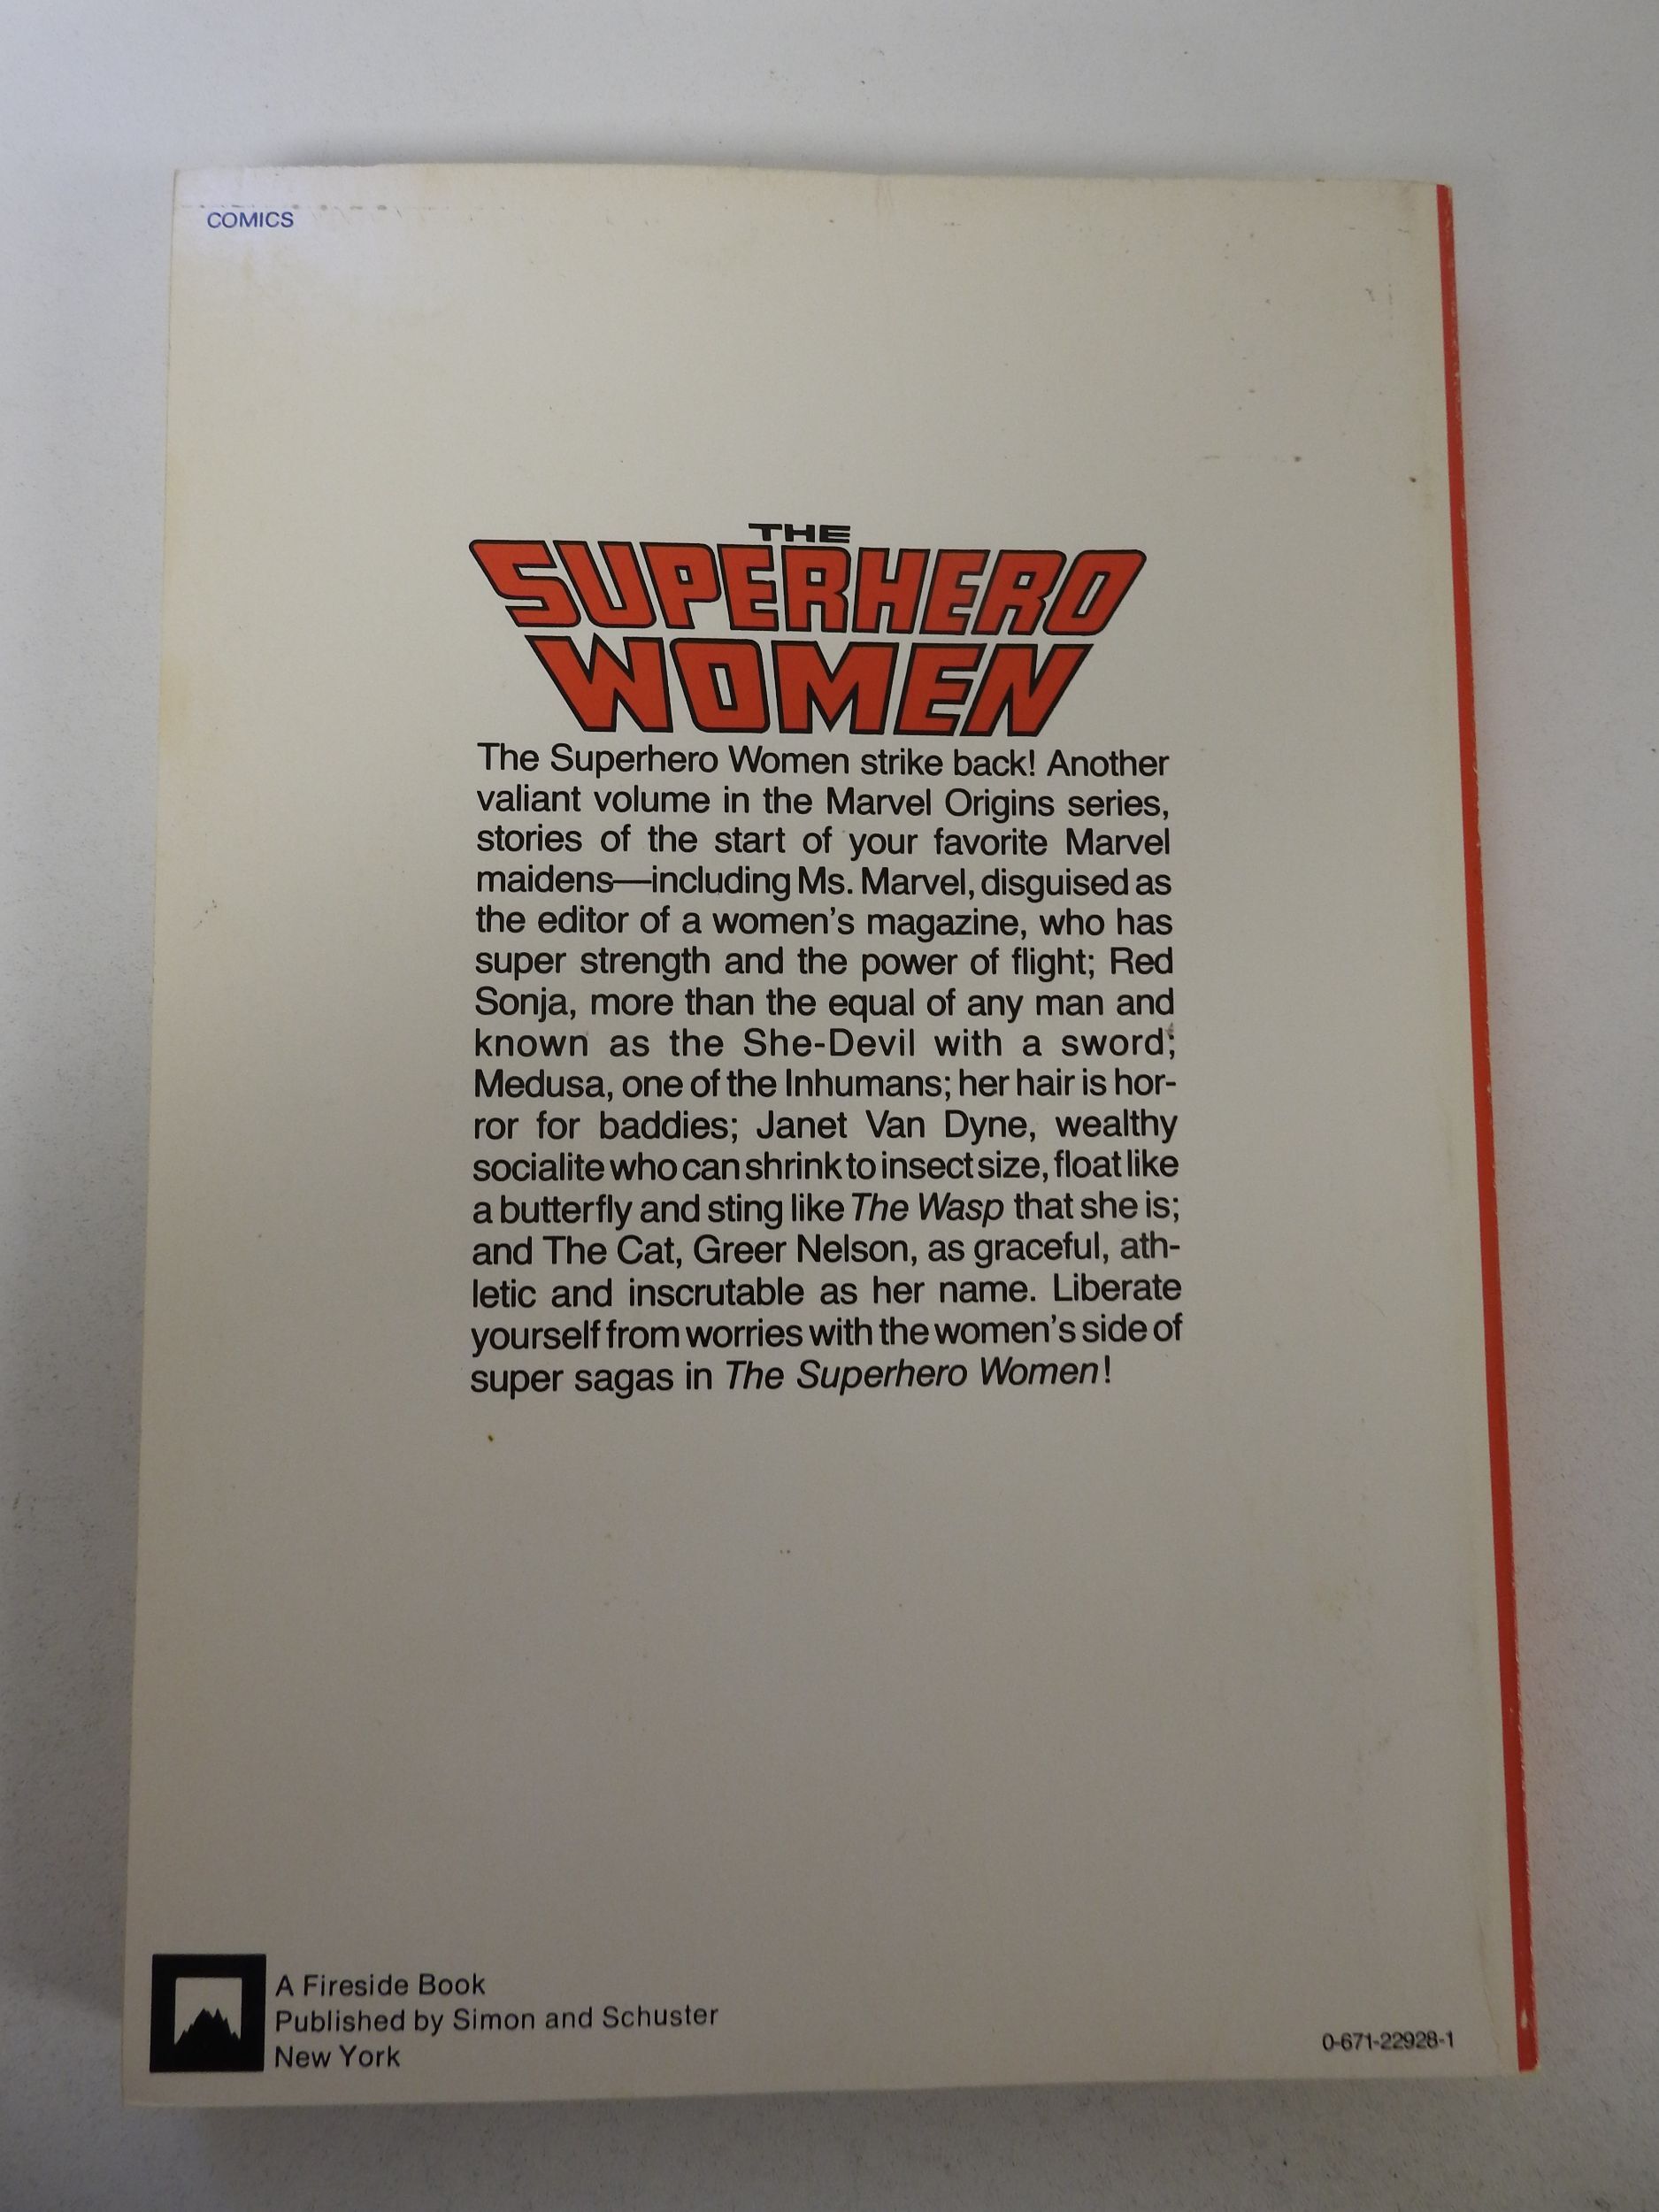 COMICS
THE
SUPERHERO
WOMEN
The Superhero Women strike back! Another
valiant volume in the Marvel Origins series,
stories of the start of your favorite Marvel
maidens—including Ms. Marvel, disguised as
the editor of a women's magazine, who has
super strength and the power of flight; Red
Sonja, more than the equal of any man and
known as the She-Devil with a sword;
Medusa, one of the Inhumans; her hair is hor-
ror for baddies; Janet Van Dyne, wealthy
socialite who can shrink to insect size, float like
a butterfly and sting like The Wasp that she is;
and The Cat, Greer Nelson, as graceful, ath-
letic and inscrutable as her name. Liberate
yourself from worries with the women's side of
super sagas in The Superhero Women!
A Fireside Book
Published by Simon and Schuster
New York
0-671-22928-1